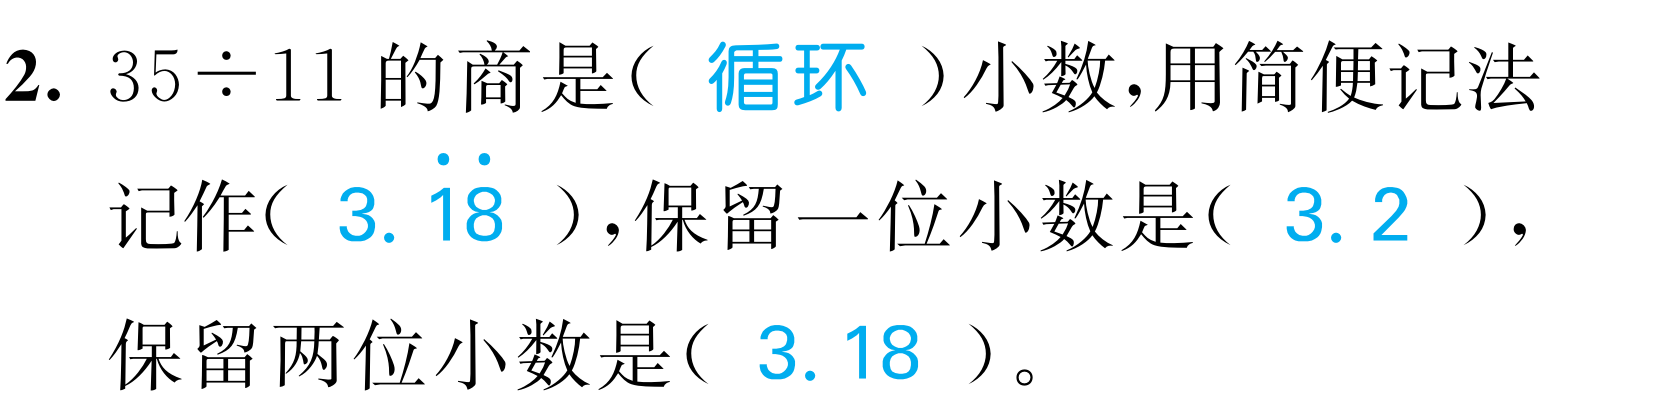 2. 35÷11 的商是( 循环 )小数,用简便记法
记作( 3.1̇8̇ ),保留一位小数是( 3.2 ),
保留两位小数是( 3.18 )。